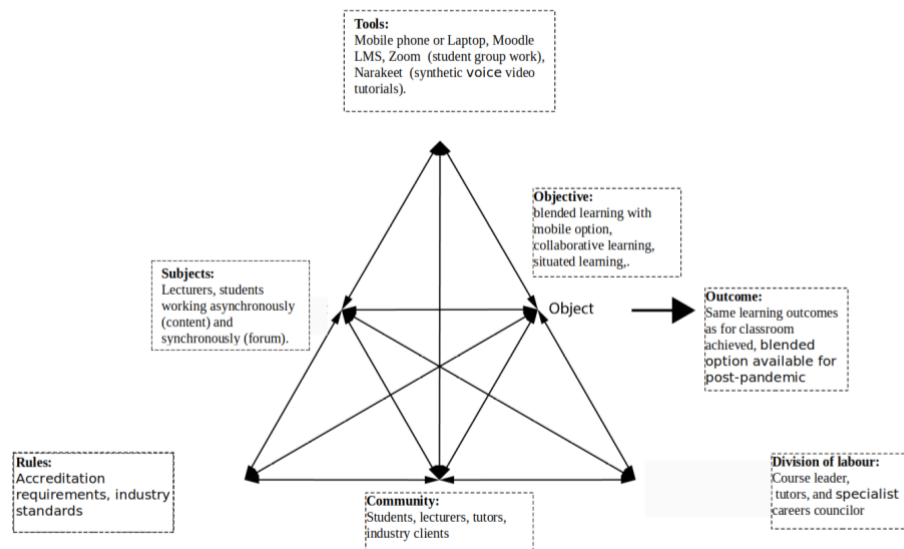 Tools:
Mobile phone or Laptop, Moodle
LMS, Zoom (student group work),
Narakeet (synthetic voice video
tutorials).
Objective:
blended learning with
mobile option,
collaborative learning,
situated learning,.
Subjects:
Lecturers, students
working asynchronously
(content) and
synchronously (forum).
Object
Outcome:
Same learning outcomes
as for classroom
achieved, blended
option available for
post-pandemic
Rules:
Accreditation
requirements, industry
standards
Community:
Students, lecturers, tutors,
industry clients
Division of labour:
Course leader,
tutors, and specialist
careers councilor